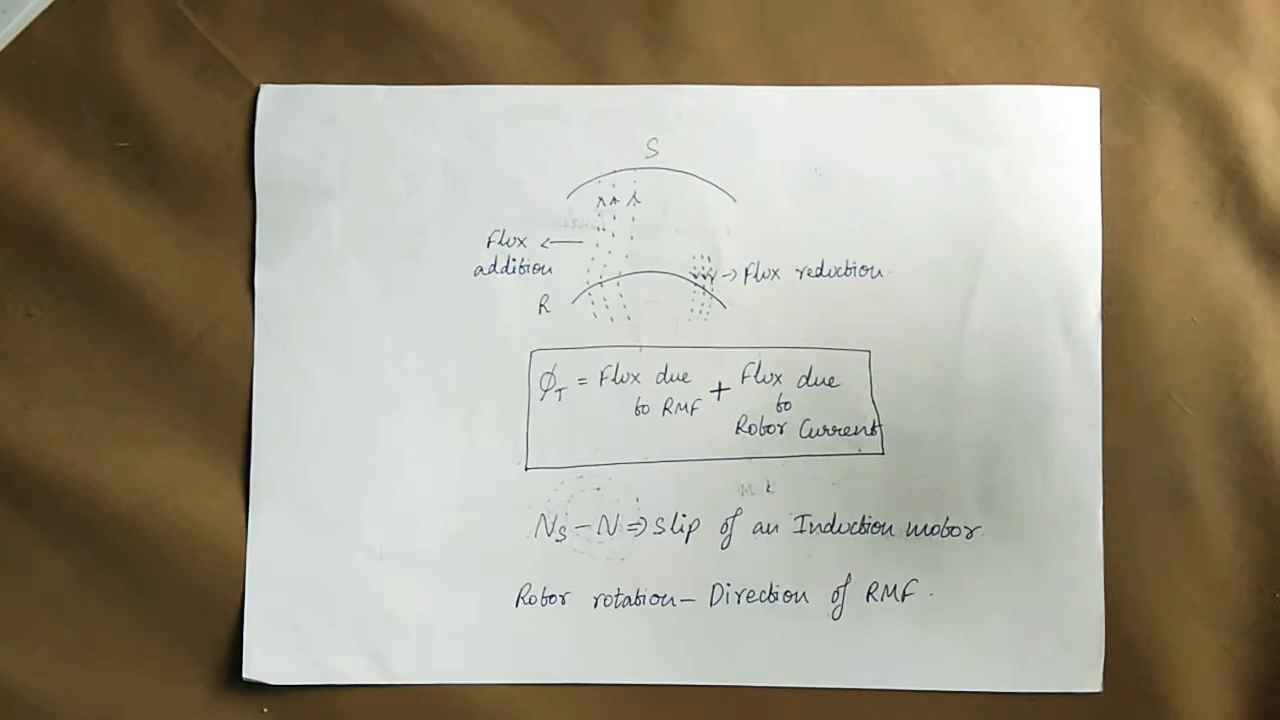 S
Flux ←
addition
→ Flux reduction.
R
ϕT = Flux due to RMF + Flux due to Rotor Current
Ns - N ⇒ slip of an Induction motor.
Rotor rotation - Direction of RMF.